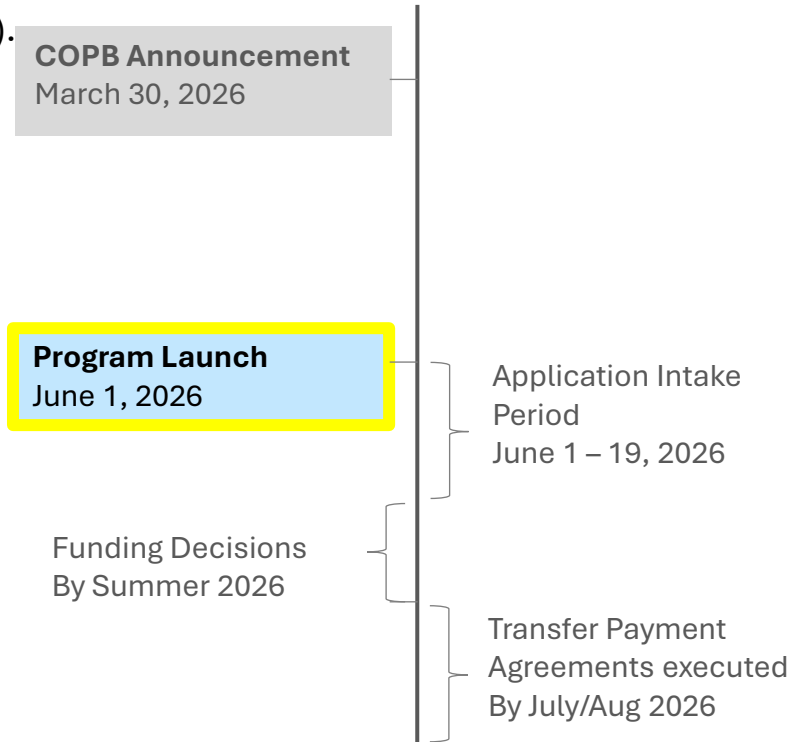 ).
COPB Announcement
March 30, 2026
Program Launch
June 1, 2026
Application Intake
Period
June 1 – 19, 2026
Funding Decisions
By Summer 2026
Transfer Payment
Agreements executed
By July/Aug 2026